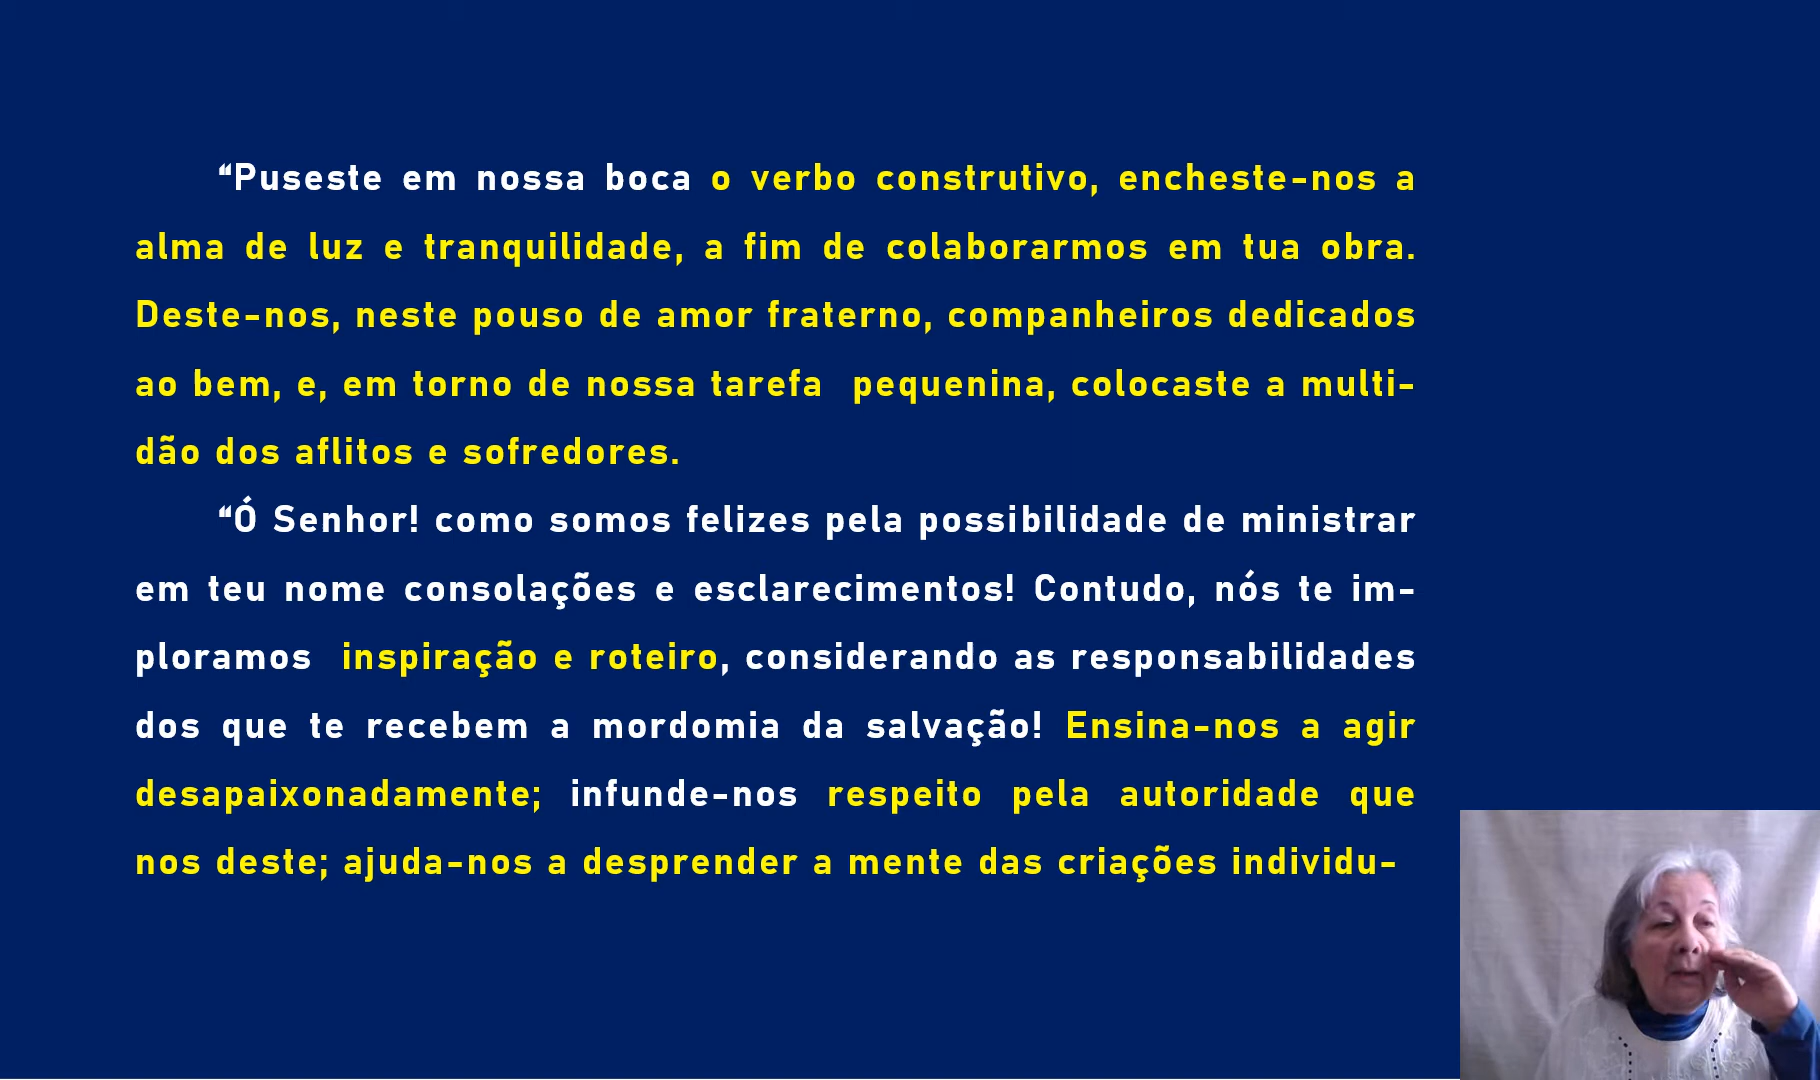 “Puseste em nossa boca o verbo construtivo, encheste-nos a
alma de luz e tranquilidade, a fim de colaborarmos em tua obra.
Deste-nos, neste pouso de amor fraterno, companheiros dedicados
ao bem, e, em torno de nossa tarefa pequenina, colocaste a multi-
dão dos aflitos e sofredores.
“Ó Senhor! como somos felizes pela possibilidade de ministrar
em teu nome consolações e esclarecimentos! Contudo, nós te im-
ploramos inspiração e roteiro, considerando as responsabilidades
dos que te recebem a mordomia da salvação! Ensina-nos a agir
desapaixonadamente; infunde-nos respeito pela autoridade que
nos deste; ajuda-nos a desprender a mente das criações individu-